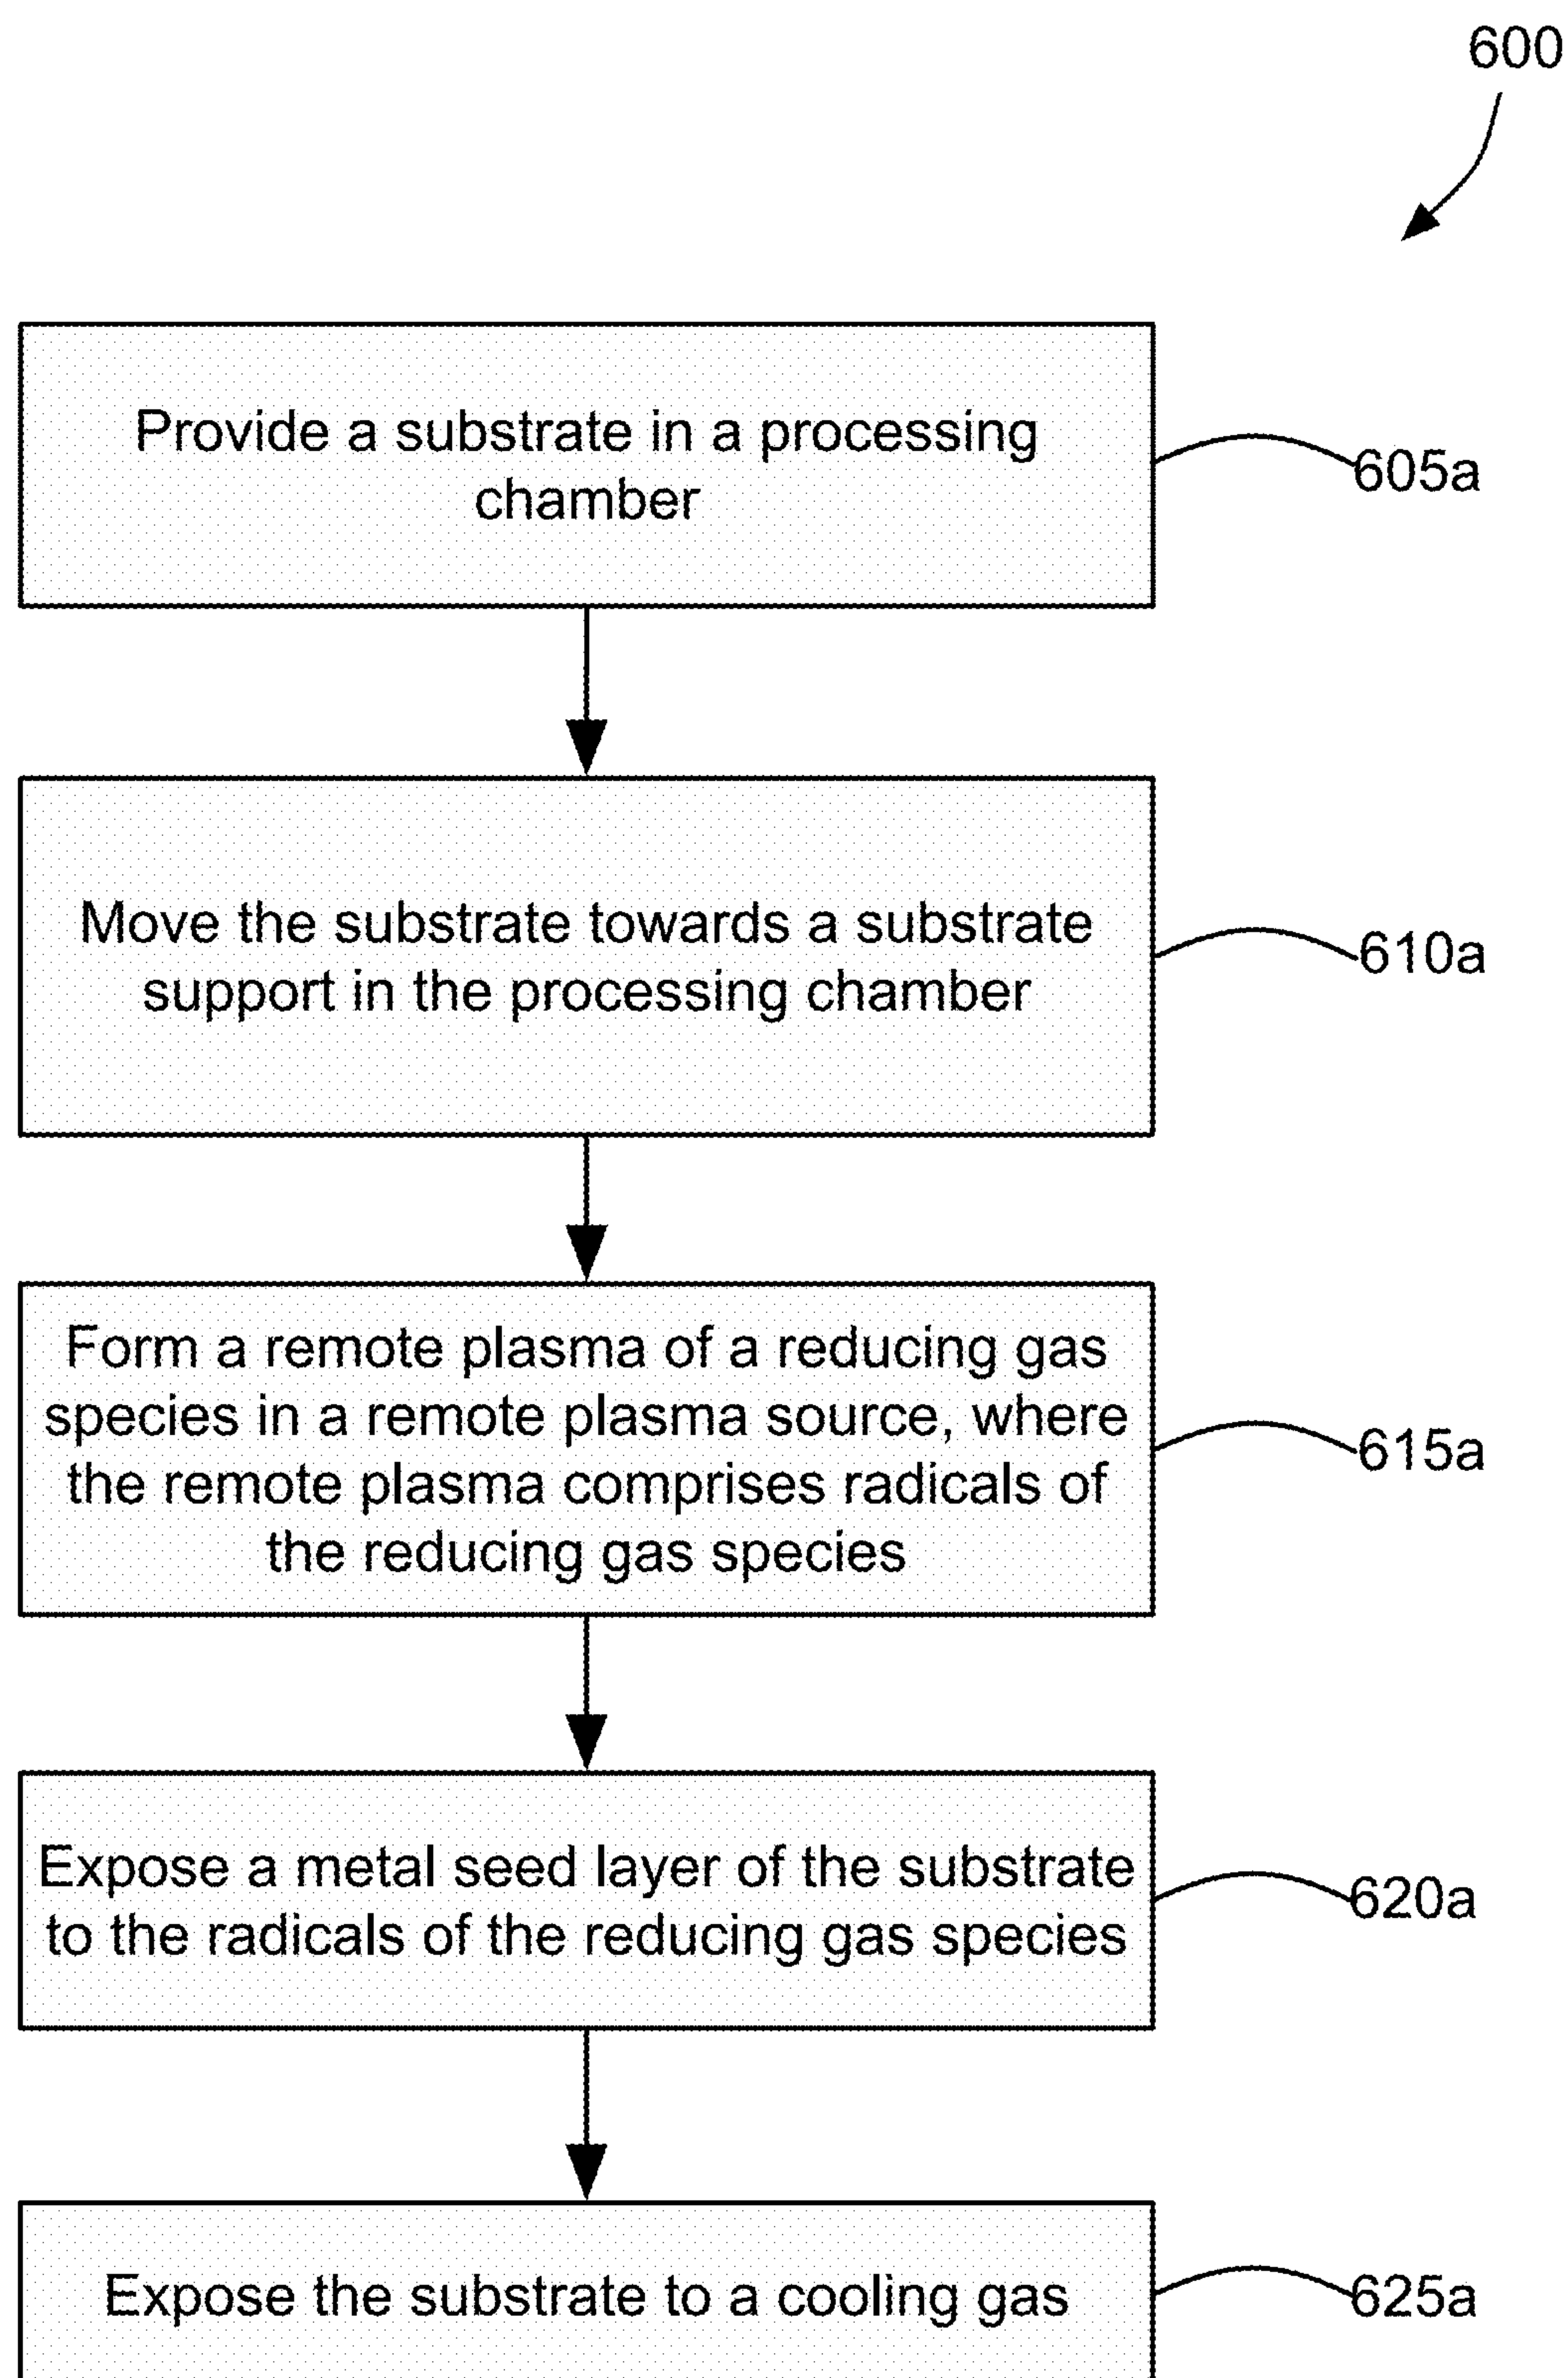 600
Provide a substrate in a processing
chamber
605a
Move the substrate towards a substrate
support in the processing chamber
610a
Form a remote plasma of a reducing gas
species in a remote plasma source, where
the remote plasma comprises radicals of
the reducing gas species
615a
Expose a metal seed layer of the substrate
to the radicals of the reducing gas species
620a
Expose the substrate to a cooling gas
625a